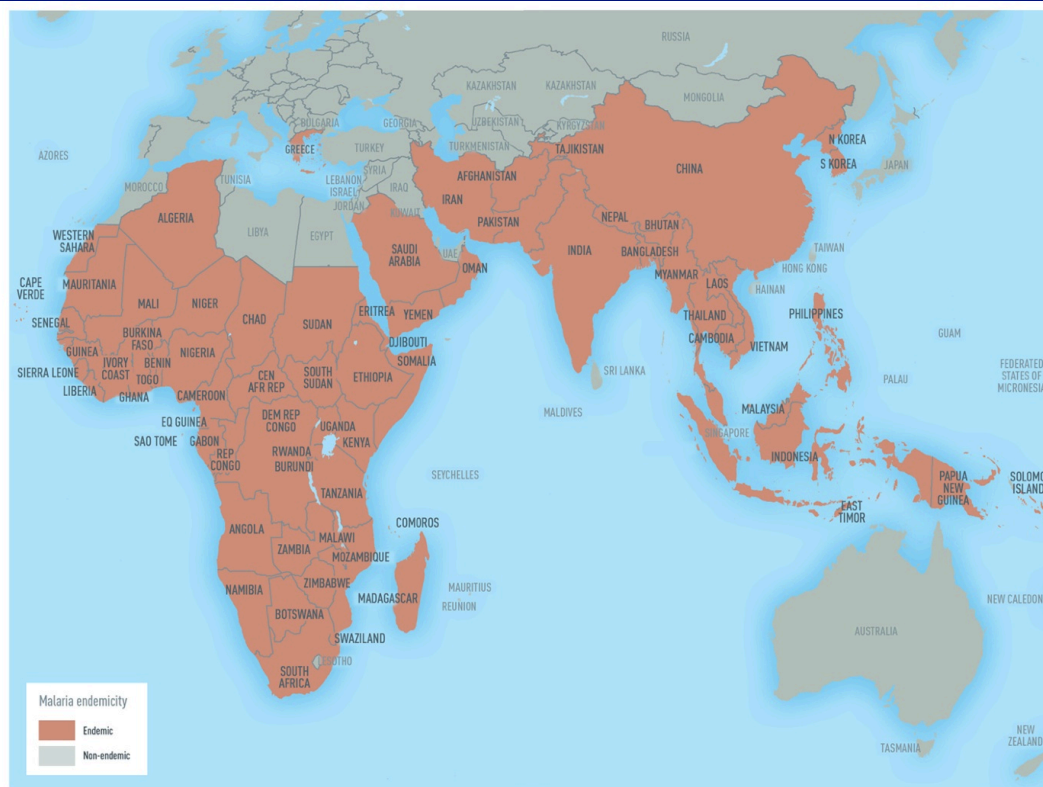 RUSSIA
KAZAKHSTAN
KAZAKHSTAN
MONGOLIA
UZBEKISTAN
KYRGYZSTAN
BULGARIA
GEORGIA
TURKMENISTAN
TAJIKISTAN
N KOREA
S KOREA
JAPAN
AZORES
GREECE
TURKEY
SYRIA
CHINA
AFGHANISTAN
LEBANON
ISRAEL
JORDAN
IRAQ
IRAN
KUWAIT
MOROCCO
TUNISIA
PAKISTAN
NEPAL
BHUTAN
ALGERIA
LIBYA
EGYPT
WESTERN
SAHARA
SAUDI
ARABIA
UAE
OMAN
INDIA
BANGLADESH
MYANMAR
LAOS
TAIWAN
HONG KONG
HAINAN
CAPE
VERDE
MAURITANIA
MALI
NIGER
CHAD
SUDAN
ERITREA
YEMEN
THAILAND
PHILIPPINES
SENEGAL
BURKINA
FASO
DJIBOUTI
CAMBODIA
VIETNAM
GUAM
GUINEA
IVORY
COAST
BENIN
NIGERIA
SOMALIA
SIERRA LEONE
TOGO
CEN
AFR REP
SOUTH
SUDAN
ETHIOPIA
SRI LANKA
PALAU
FEDERATED
STATES OF
MICRONESIA
LIBERIA
GHANA
CAMEROON
MALDIVES
MALAYSIA
EQ GUINEA
DEM REP
CONGO
UGANDA
SINGAPORE
SAO TOME
GABON
REP
CONGO
RWANDA
BURUNDI
KENYA
INDONESIA
SEYCHELLES
TANZANIA
PAPUA
NEW
GUINEA
SOLOMO
ISLAND
EAST
TIMOR
ANGOLA
COMOROS
MALAWI
ZAMBIA
MOZAMBIQUE
NAMIBIA
ZIMBABWE
MADAGASCAR
MAURITIUS
REUNION
NEW CALEDON
BOTSWANA
SWAZILAND
AUSTRALIA
LESOTHO
SOUTH
AFRICA
NEW
ZEALAND
TASMANIA
Malaria endemicity
Endemic
Non-endemic